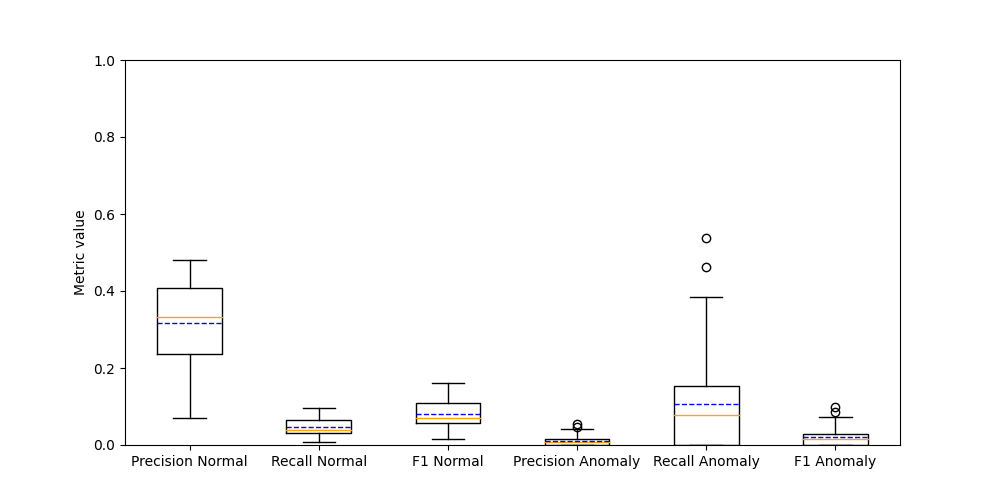 1.0
0.8
0.6
0.4
0.2
0.0
Metric value
Precision Normal
Recall Normal
F1 Normal
Precision Anomaly
Recall Anomaly
F1 Anomaly